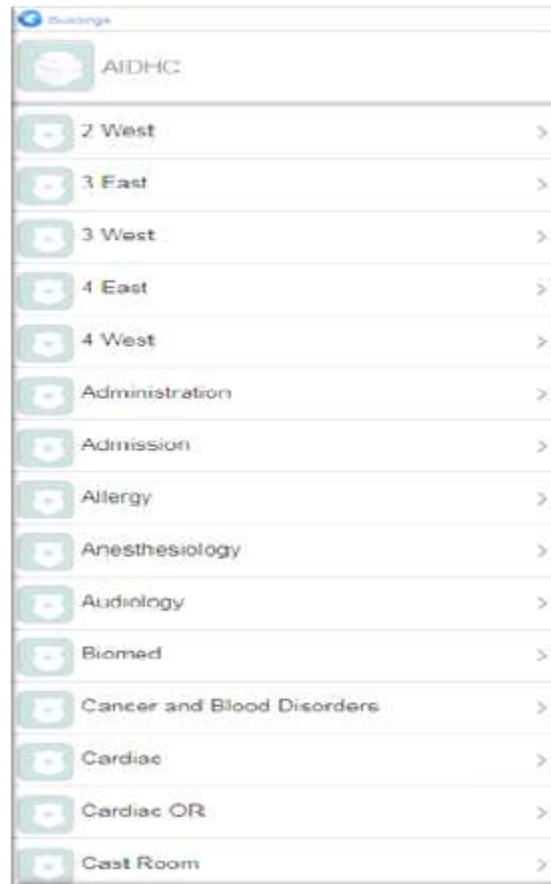 Buildings
AIDHC
2 West
3 East
3 West
4 East
4 West
Administration
Admission
Allergy
Anesthesiology
Audiology
Biomed
Cancer and Blood Disorders
Cardiac
Cardiac OR
Cast Room